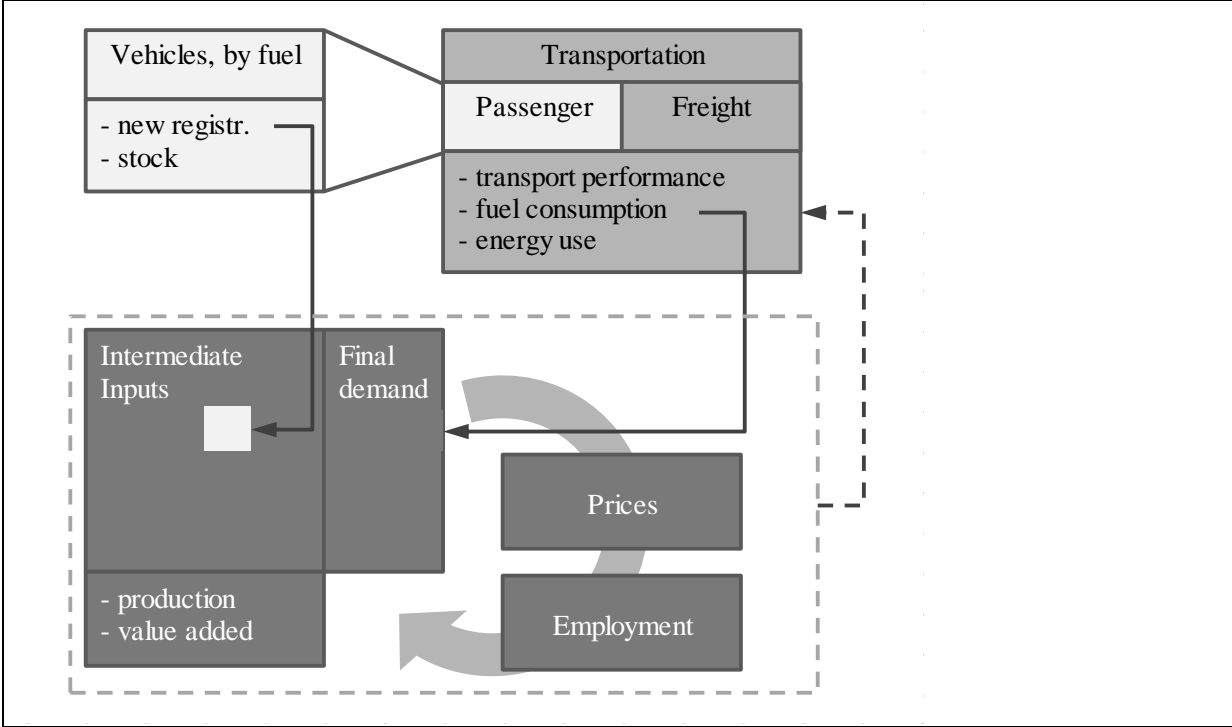 Vehicles, by fuel
- new registr.
- stock
Transportation
Passenger
Freight
- transport performance
- fuel consumption
- energy use
Intermediate
Inputs
Final
demand
- production
- value added
Prices
Employment